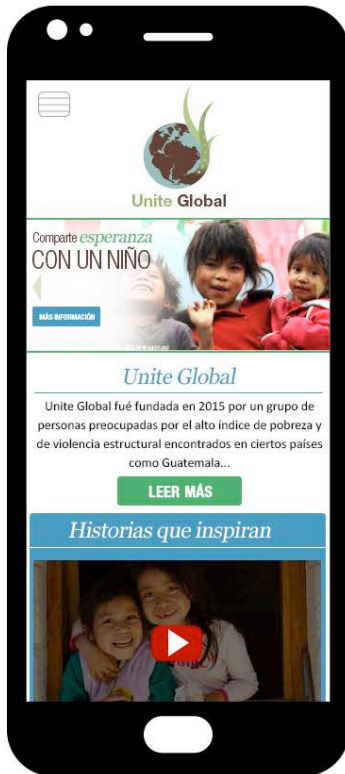 Unite Global
Comparte esperanza
CON UN NIÑO
MÁS INFORMACIÓN
Unite Global
Unite Global fué fundada en 2015 por un grupo de
personas preocupadas por el alto índice de pobreza y
de violencia estructural encontrados en ciertos países
como Guatemala...
LEER MÁS
Historias que inspiran